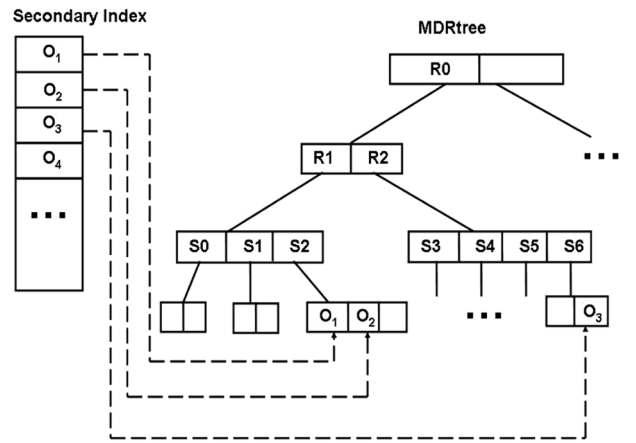 Secondary Index
MDRtree
O1
O2
O3
O4
...
R0
...
R1 R2
S0 S1 S2
S3 S4 S5 S6
O1 O2
...
O3